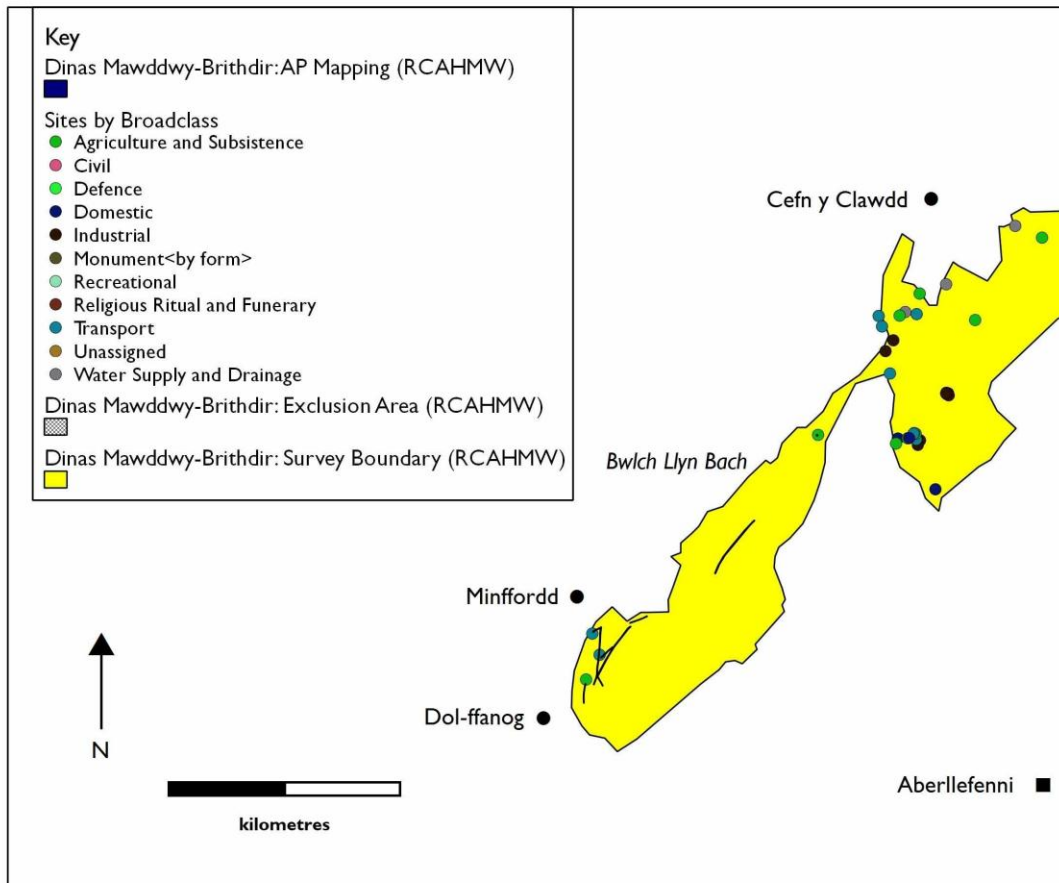 Key
Dinas Mawddwy-Brithdir: AP Mapping (RCAHMW)
Sites by Broadclass
Agriculture and Subsistence
Civil
Defence
Domestic
Industrial
Monument<by form>
Recreational
Religious Ritual and Funerary
Transport
Unassigned
Water Supply and Drainage
Dinas Mawddwy-Brithdir: Exclusion Area (RCAHMW)
Dinas Mawddwy-Brithdir: Survey Boundary (RCAHMW)
Cefn y Clawdd
Bwlch Llyn Bach
Minffordd
Dol-ffanog
N
Aberllefenni
kilometres